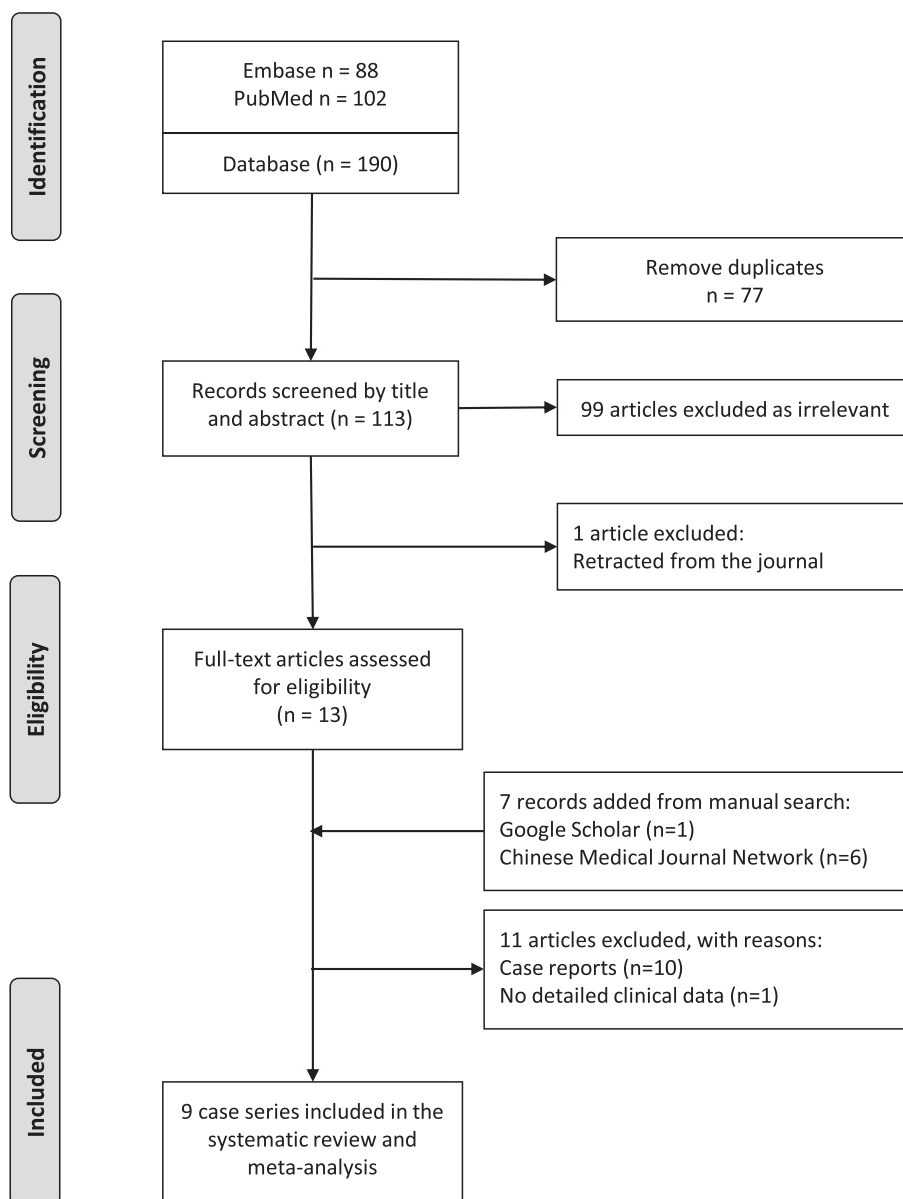 Identification
Embase n = 88
PubMed n = 102
Database (n = 190)
Remove duplicates
n = 77
Screening
Records screened by title
and abstract (n = 113)
99 articles excluded as irrelevant
1 article excluded:
Retracted from the journal
Eligibility
Full-text articles assessed
for eligibility
(n = 13)
7 records added from manual search:
Google Scholar (n=1)
Chinese Medical Journal Network (n=6)
11 articles excluded, with reasons:
Case reports (n=10)
No detailed clinical data (n=1)
Included
9 case series included in the
systematic review and
meta-analysis